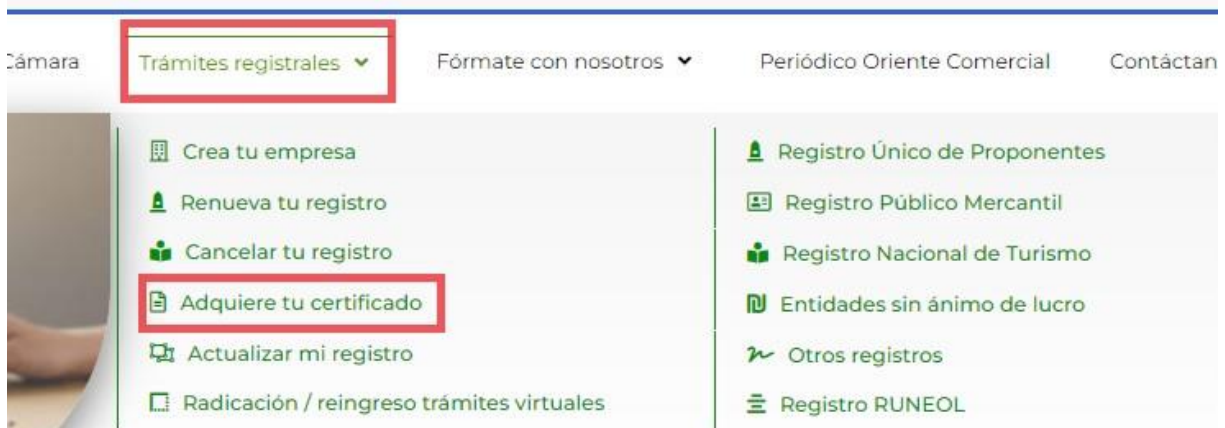 Cámara
Trámites registrales
Fórmate con nosotros
Periódico Oriente Comercial
Contáctan
Crea tu empresa
Renueva tu registro
Cancelar tu registro
Adquiere tu certificado
Actualizar mi registro
Radicación / reingreso trámites virtuales
Registro Único de Proponentes
Registro Público Mercantil
Registro Nacional de Turismo
Entidades sin ánimo de lucro
Otros registros
Registro RUNEOL